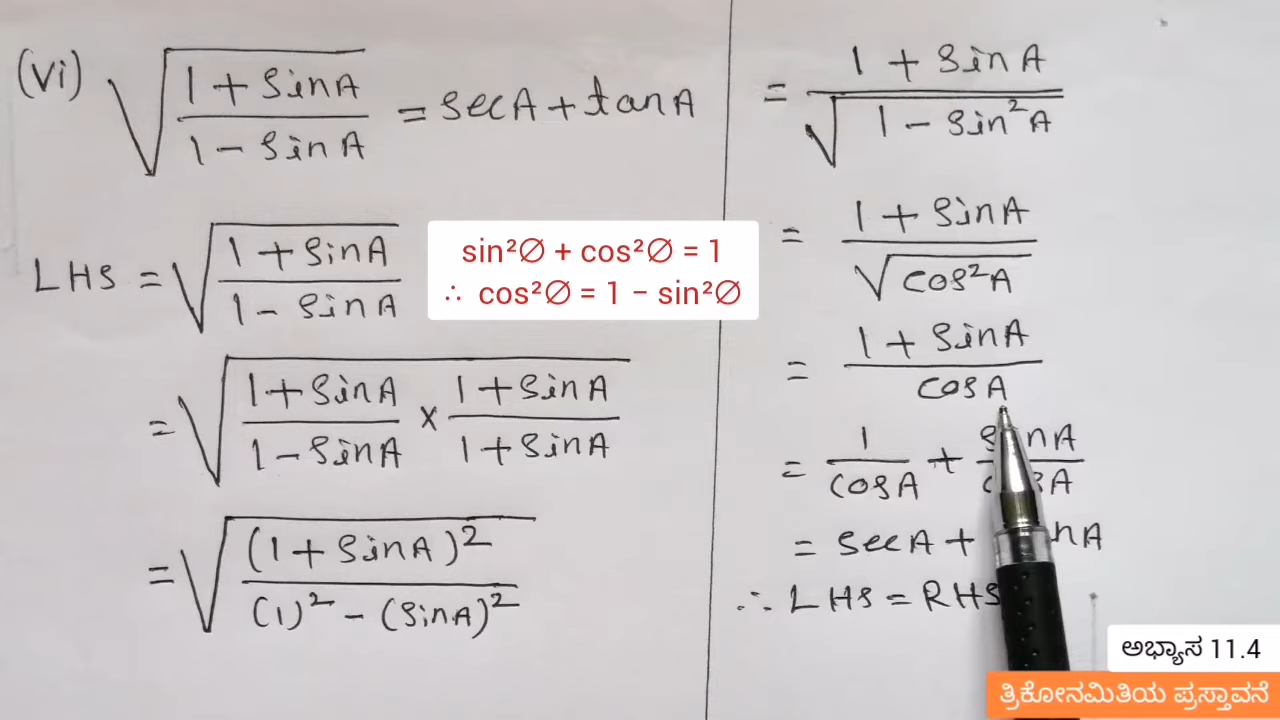 (vi) √((1 + sinA)/(1 - sinA)) = secA + tanA
LHS = √((1 + sinA)/(1 - sinA))
= √((1 + sinA)/(1 - sinA) × (1 + sinA)/(1 + sinA))
= √((1 + sinA)²/((1)² - (sinA)²))
sin²∅ + cos²∅ = 1
∴ cos²∅ = 1 − sin²∅
= (1 + sinA)/√(1 - sin²A)
= (1 + sinA)/√(cos²A)
= (1 + sinA)/cosA
= 1/cosA +
= secA +
∴ LHS = RHS
ಅಭ್ಯಾಸ 11.4
ತ್ರಿಕೋನಮಿತಿಯ ಪ್ರಸ್ತಾವನೆ